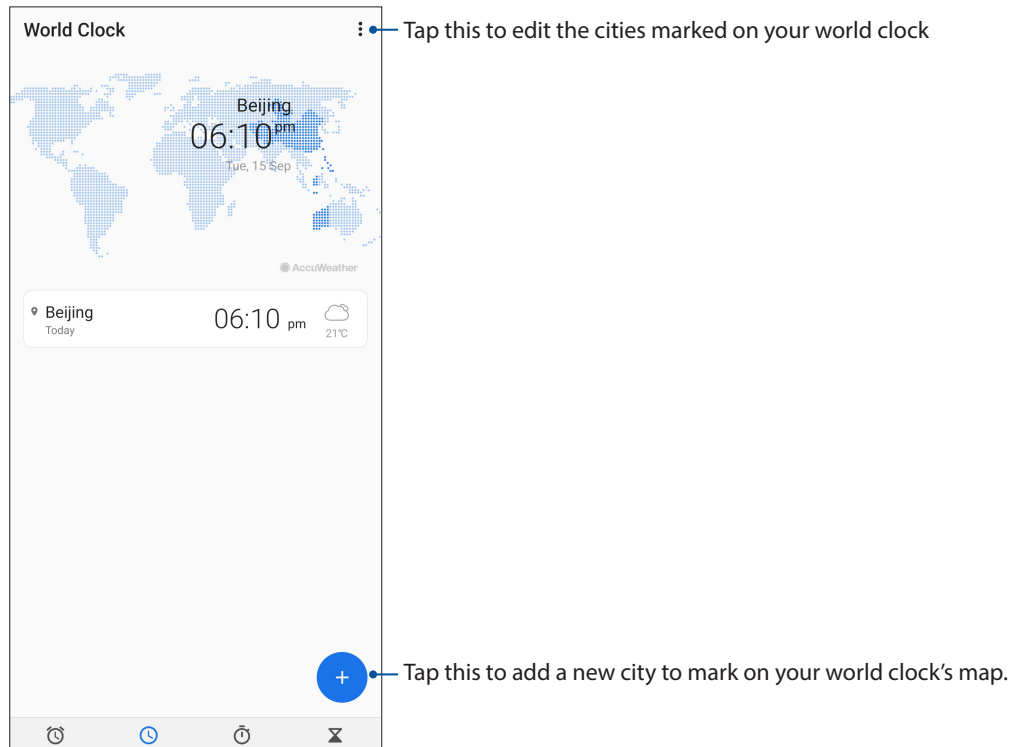 World Clock
Tap this to edit the cities marked on your world clock
Beijing
06:10 pm
Tue, 15 Sep
AccuWeather
Beijing
Today
06:10 pm
21°C
Tap this to add a new city to mark on your world clock’s map.